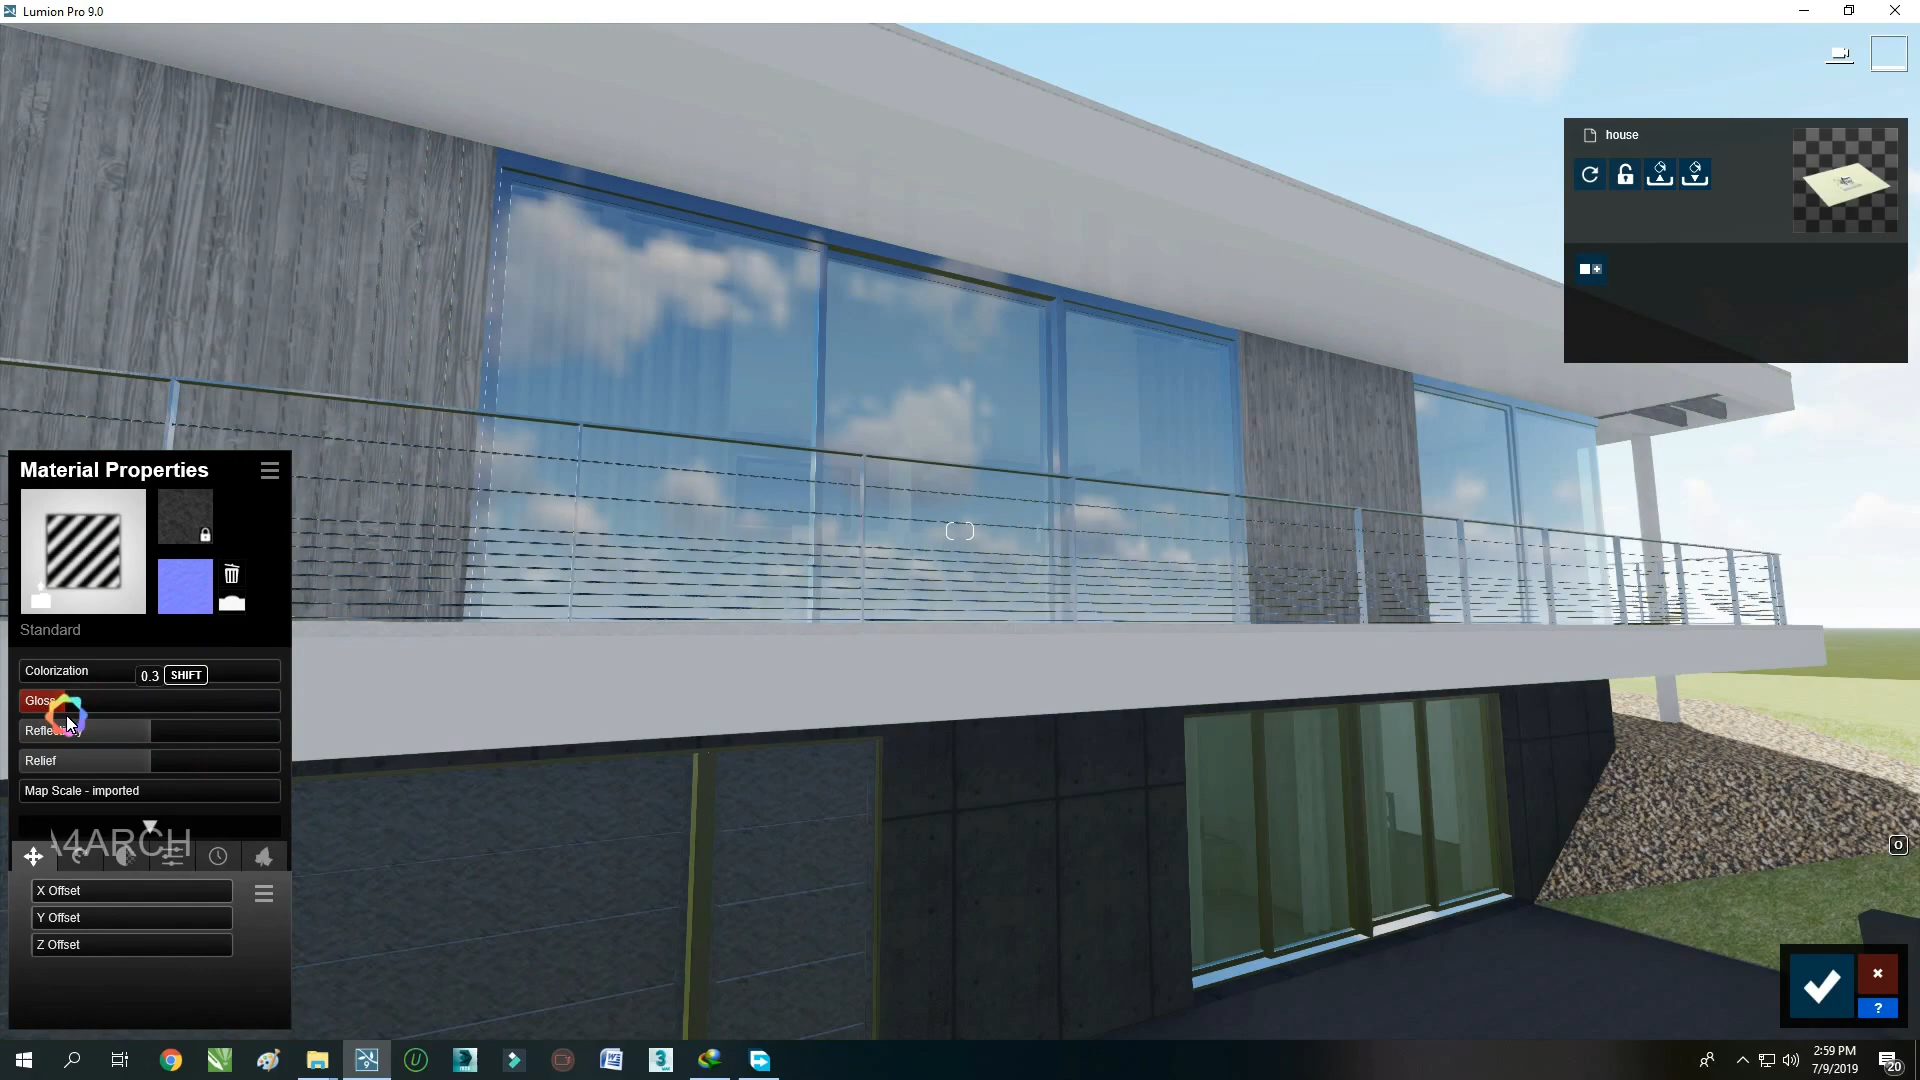 Lumion Pro 9.0
house
Material Properties
Standard
Colorization
0.3 SHIFT
Gloss
Relief
Map Scale - imported
A4ARCH
X Offset
Y Offset
Z Offset
O
?
2:59 PM
7/9/2019
20